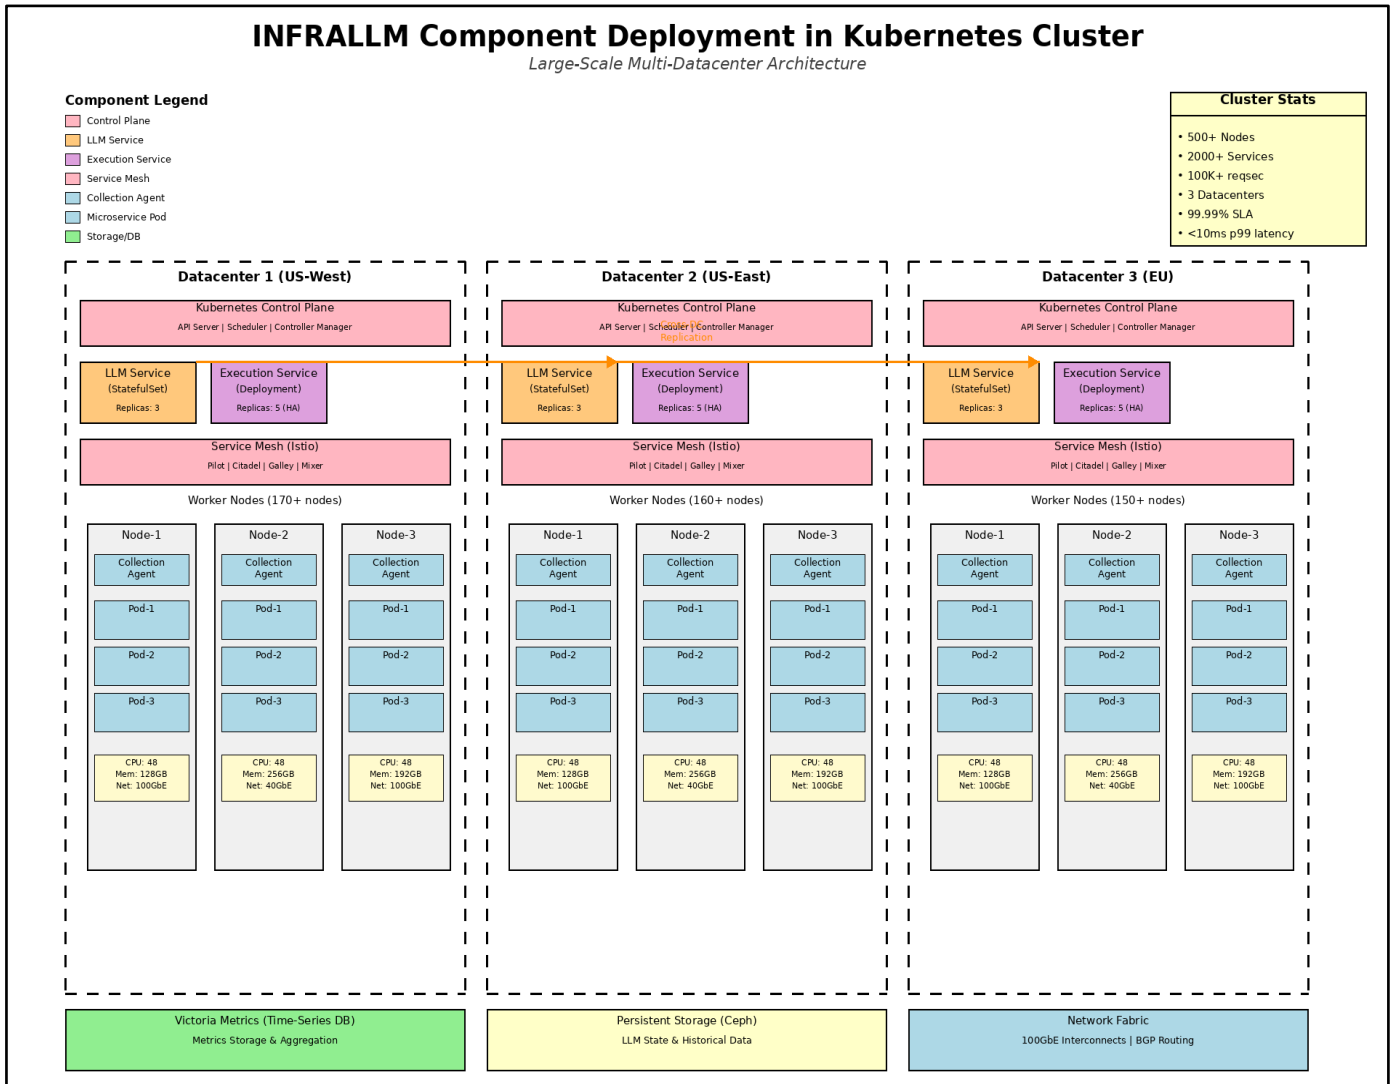 INFRALLM Component Deployment in Kubernetes Cluster
Large-Scale Multi-Datacenter Architecture
Component Legend
Control Plane
LLM Service
Execution Service
Service Mesh
Collection Agent
Microservice Pod
Storage/DB
Cluster Stats
• 500+ Nodes
• 2000+ Services
• 100K+ reqsec
• 3 Datacenters
• 99.99% SLA
• <10ms p99 latency
Datacenter 1 (US-West)
Kubernetes Control Plane
API Server | Scheduler | Controller Manager
LLM Service
(StatefulSet)
Replicas: 3
Execution Service
(Deployment)
Replicas: 5 (HA)
Service Mesh (Istio)
Pilot | Citadel | Galley | Mixer
Worker Nodes (170+ nodes)
Node-1
Collection
Agent
Pod-1
Pod-2
Pod-3
CPU: 48
Mem: 128GB
Net: 100GbE
Node-2
Collection
Agent
Pod-1
Pod-2
Pod-3
CPU: 48
Mem: 256GB
Net: 40GbE
Node-3
Collection
Agent
Pod-1
Pod-2
Pod-3
CPU: 48
Mem: 192GB
Net: 100GbE
Datacenter 2 (US-East)
Kubernetes Control Plane
API Server | Scheduler | Controller Manager
Replication
LLM Service
(StatefulSet)
Replicas: 3
Execution Service
(Deployment)
Replicas: 5 (HA)
Service Mesh (Istio)
Pilot | Citadel | Galley | Mixer
Worker Nodes (160+ nodes)
Node-1
Collection
Agent
Pod-1
Pod-2
Pod-3
CPU: 48
Mem: 128GB
Net: 100GbE
Node-2
Collection
Agent
Pod-1
Pod-2
Pod-3
CPU: 48
Mem: 256GB
Net: 40GbE
Node-3
Collection
Agent
Pod-1
Pod-2
Pod-3
CPU: 48
Mem: 192GB
Net: 100GbE
Datacenter 3 (EU)
Kubernetes Control Plane
API Server | Scheduler | Controller Manager
LLM Service
(StatefulSet)
Replicas: 3
Execution Service
(Deployment)
Replicas: 5 (HA)
Service Mesh (Istio)
Pilot | Citadel | Galley | Mixer
Worker Nodes (150+ nodes)
Node-1
Collection
Agent
Pod-1
Pod-2
Pod-3
CPU: 48
Mem: 128GB
Net: 100GbE
Node-2
Collection
Agent
Pod-1
Pod-2
Pod-3
CPU: 48
Mem: 256GB
Net: 40GbE
Node-3
Collection
Agent
Pod-1
Pod-2
Pod-3
CPU: 48
Mem: 192GB
Net: 100GbE
Victoria Metrics (Time-Series DB)
Metrics Storage & Aggregation
Persistent Storage (Ceph)
LLM State & Historical Data
Network Fabric
100GbE Interconnects | BGP Routing